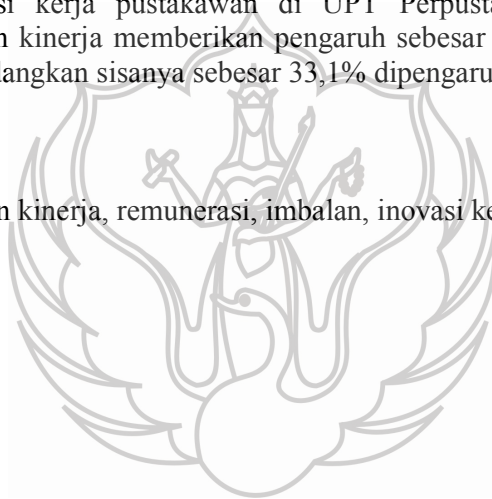 si kerja pustakawan di UPT Perpusta
n kinerja memberikan pengaruh sebesar
langkan sisanya sebesar 33,1% dipengaru
n kinerja, remunerasi, imbalan, inovasi ke